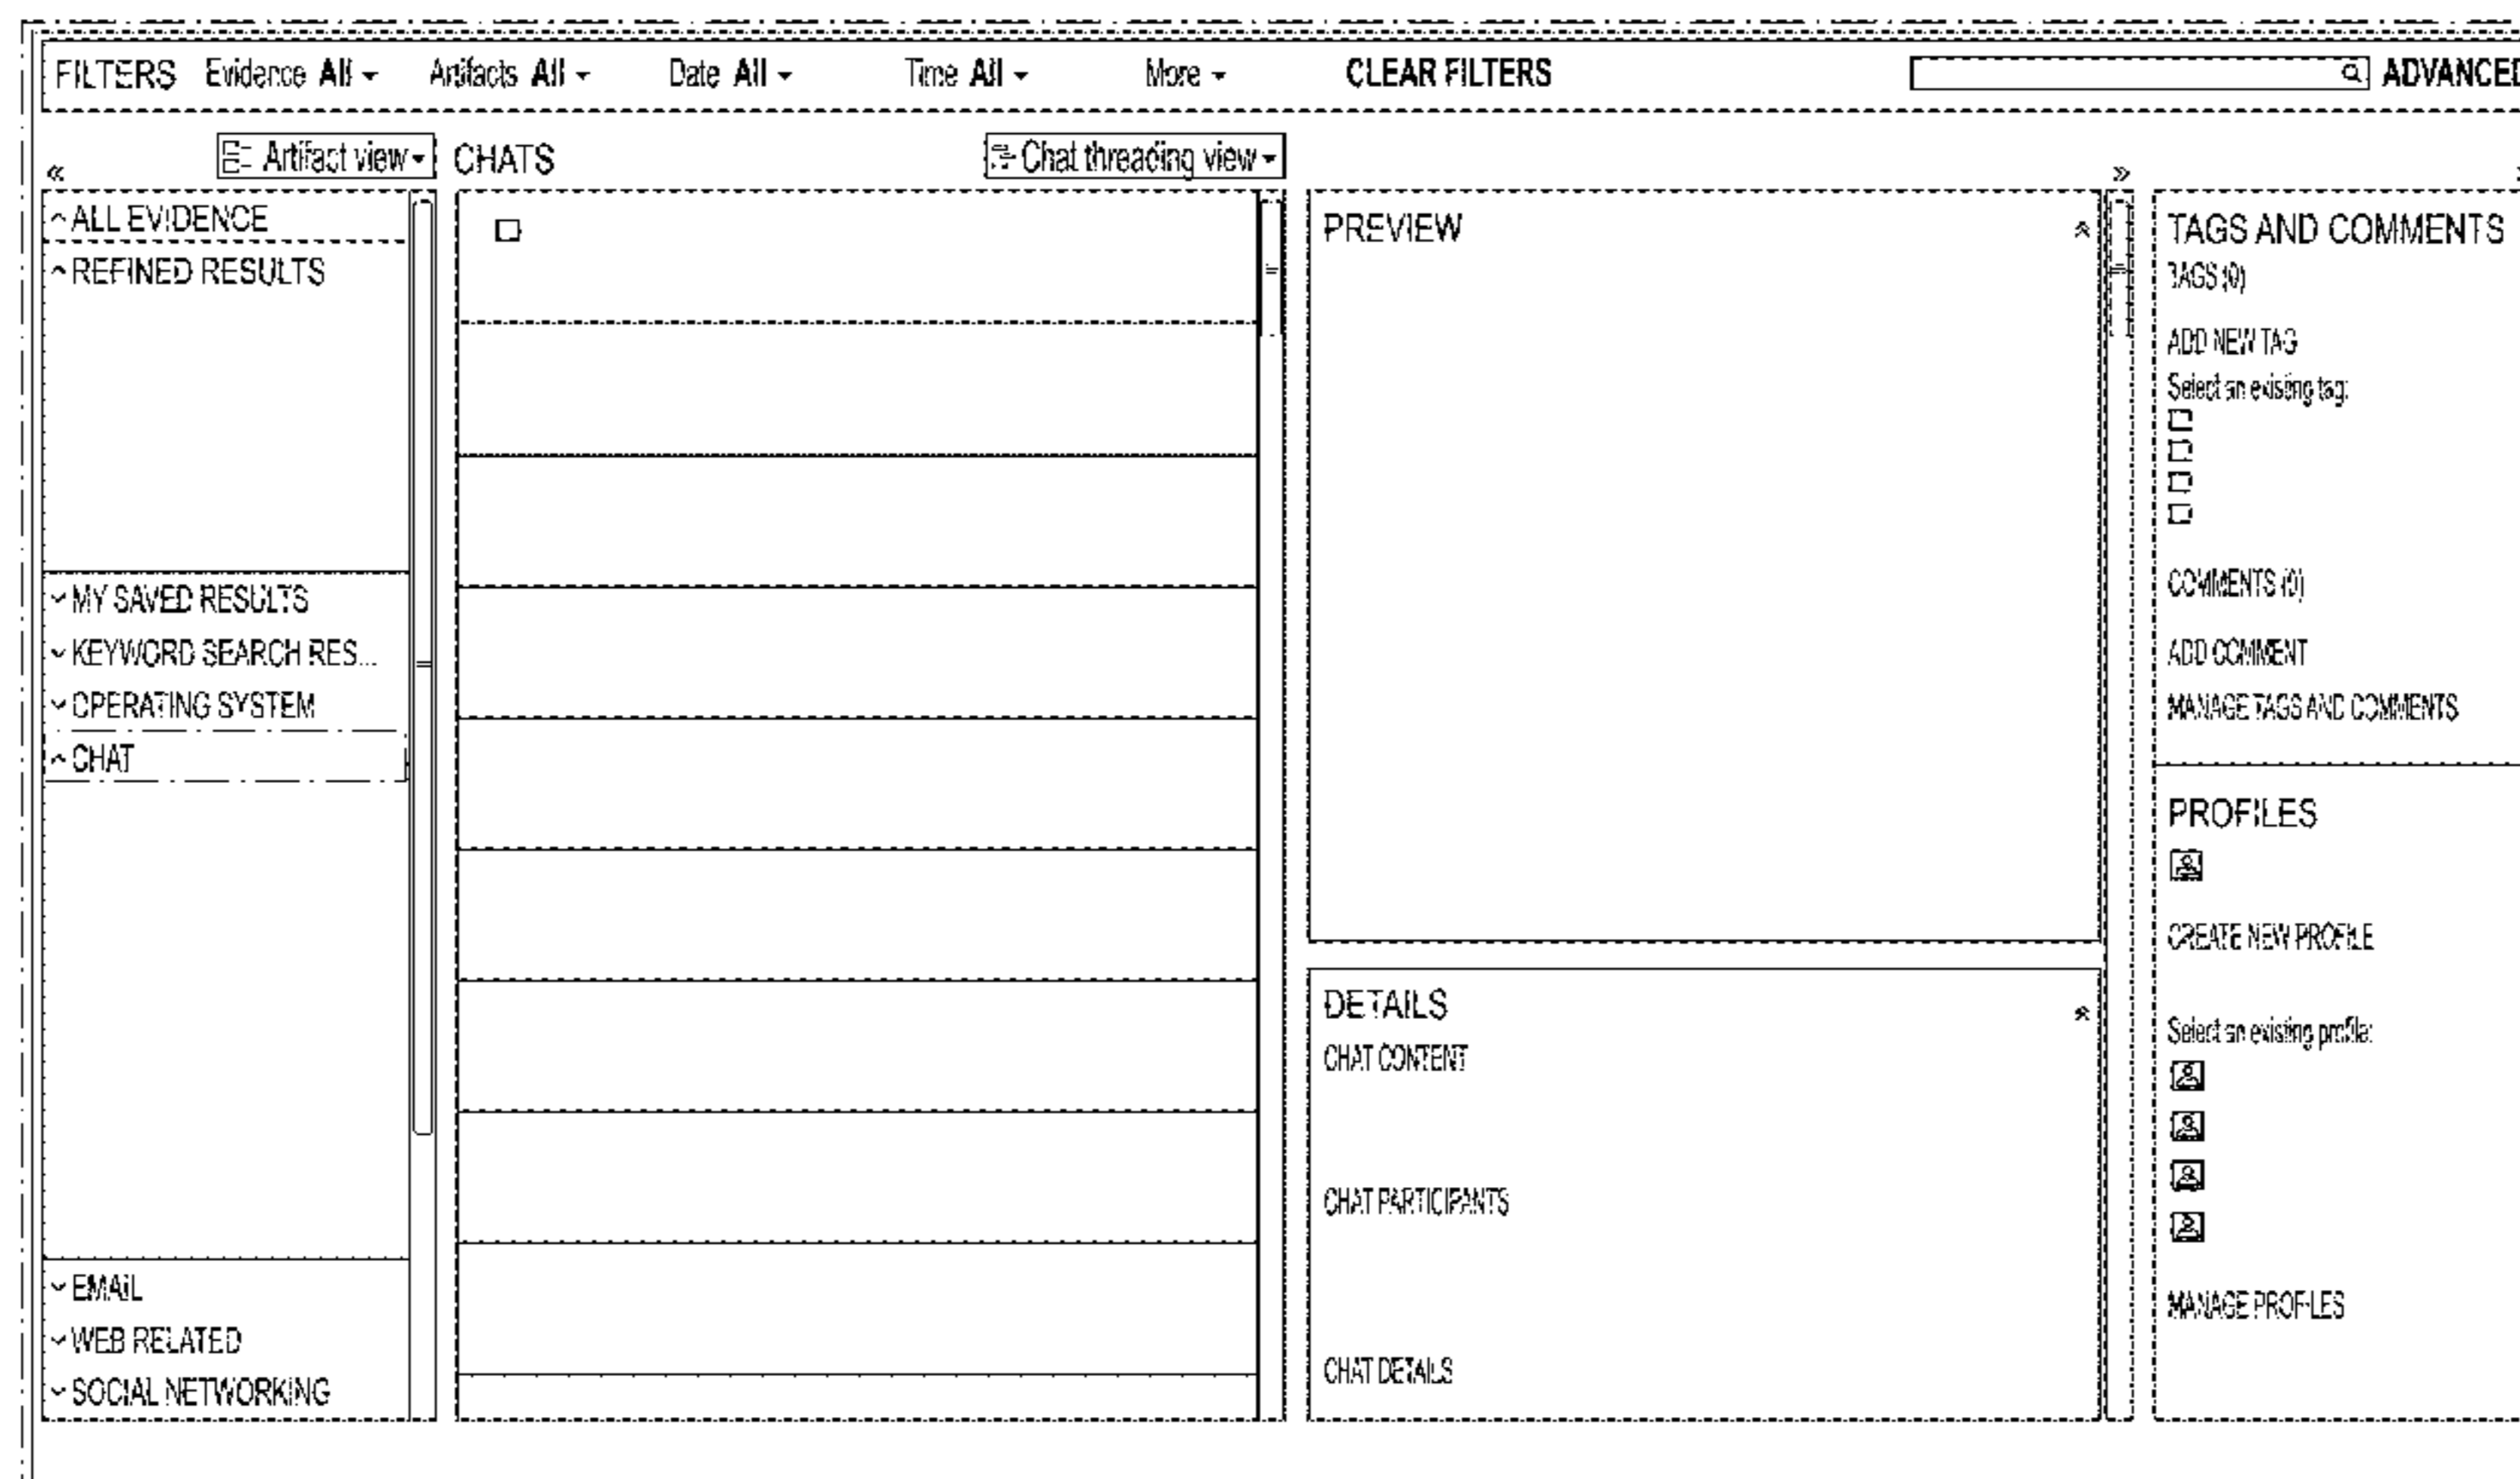 FILTERS Evidence All Artifacts All Date All Time All More CLEAR FILTERS ADVANCED
Artifact view
CHATS
Chat threading view
ALL EVIDENCE
REFINED RESULTS
MY SAVED RESULTS
KEYWORD SEARCH RES...
OPERATING SYSTEM
CHAT
EMAIL
WEB RELATED
SOCIAL NETWORKING
PREVIEW
DETAILS
CHAT CONTENT
CHAT PARTICIPANTS
CHAT DETAILS
TAGS AND COMMENTS
TAGS (0)
ADD NEW TAG
Select an existing tag:
COMMENTS (0)
ADD COMMENT
MANAGE TAGS AND COMMENTS
PROFILES
CREATE NEW PROFILE
Select an existing profile:
MANAGE PROFILES